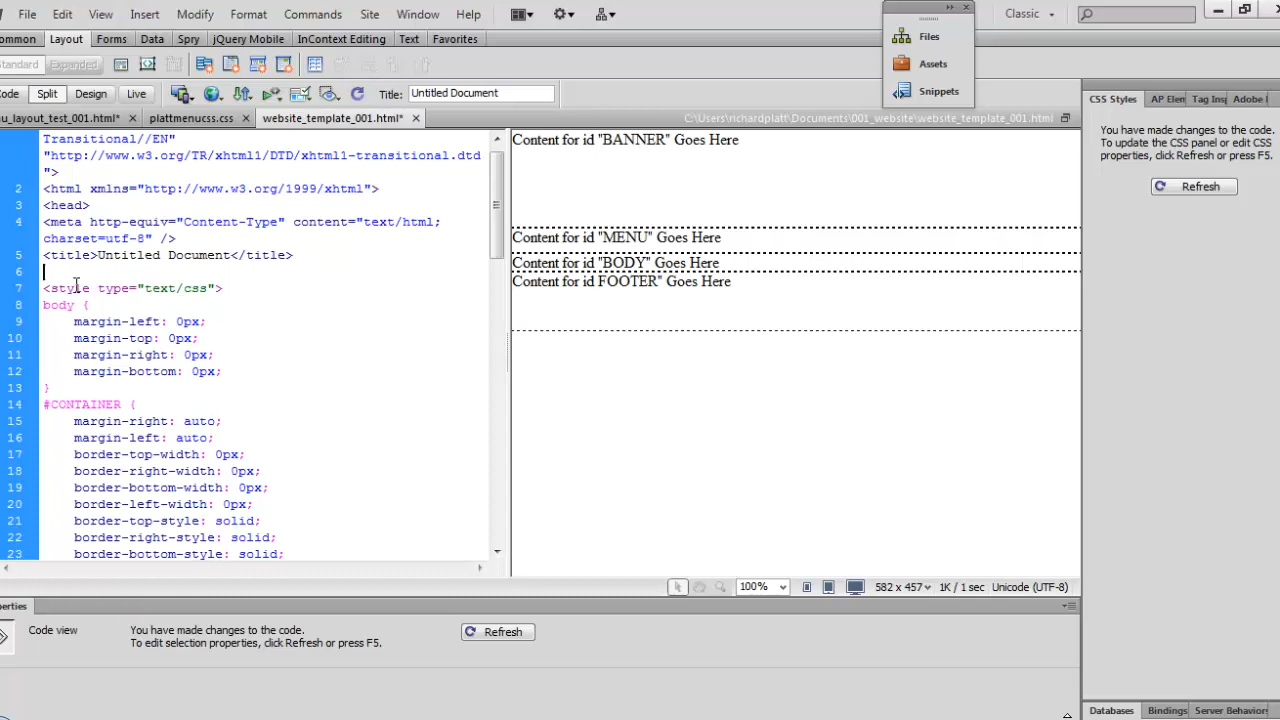 File Edit View Insert Modify Format Commands Site Window Help Classic
ommon Layout Forms Data Spry jQuery Mobile InContext Editing Text Favorites
Standard Expanded
Code Split Design Live Title: Untitled Document
nu_layout_test_001.html* × plattmenucss.css × website_template_001.html* × C:\Users\richardplatt\Documents\001_website\website_template_001.html
Files
Assets
Snippets
Transitional//EN"
"http://www.w3.org/TR/xhtml1/DTD/xhtml1-transitional.dtd
">
2 <html xmlns="http://www.w3.org/1999/xhtml">
3 <head>
4 <meta http-equiv="Content-Type" content="text/html;
charset=utf-8" />
5 <title>Untitled Document</title>
6
7 <style type="text/css">
8 body {
9 margin-left: 0px;
10 margin-top: 0px;
11 margin-right: 0px;
12 margin-bottom: 0px;
13 }
14 #CONTAINER {
15 margin-right: auto;
16 margin-left: auto;
17 border-top-width: 0px;
18 border-right-width: 0px;
19 border-bottom-width: 0px;
20 border-left-width: 0px;
21 border-top-style: solid;
22 border-right-style: solid;
23 border-bottom-style: solid;
Content for id "BANNER" Goes Here
Content for id "MENU" Goes Here
Content for id "BODY" Goes Here
Content for id FOOTER" Goes Here
100% 582 x 457 1K / 1 sec Unicode (UTF-8)
CSS Styles AP Elem Tag Insp Adobe
You have made changes to the code.
To update the CSS panel or edit CSS
properties, click Refresh or press F5.
Refresh
operties
Code view
You have made changes to the code.
To edit selection properties, click Refresh or press F5.
Refresh
Databases Bindings Server Behaviors